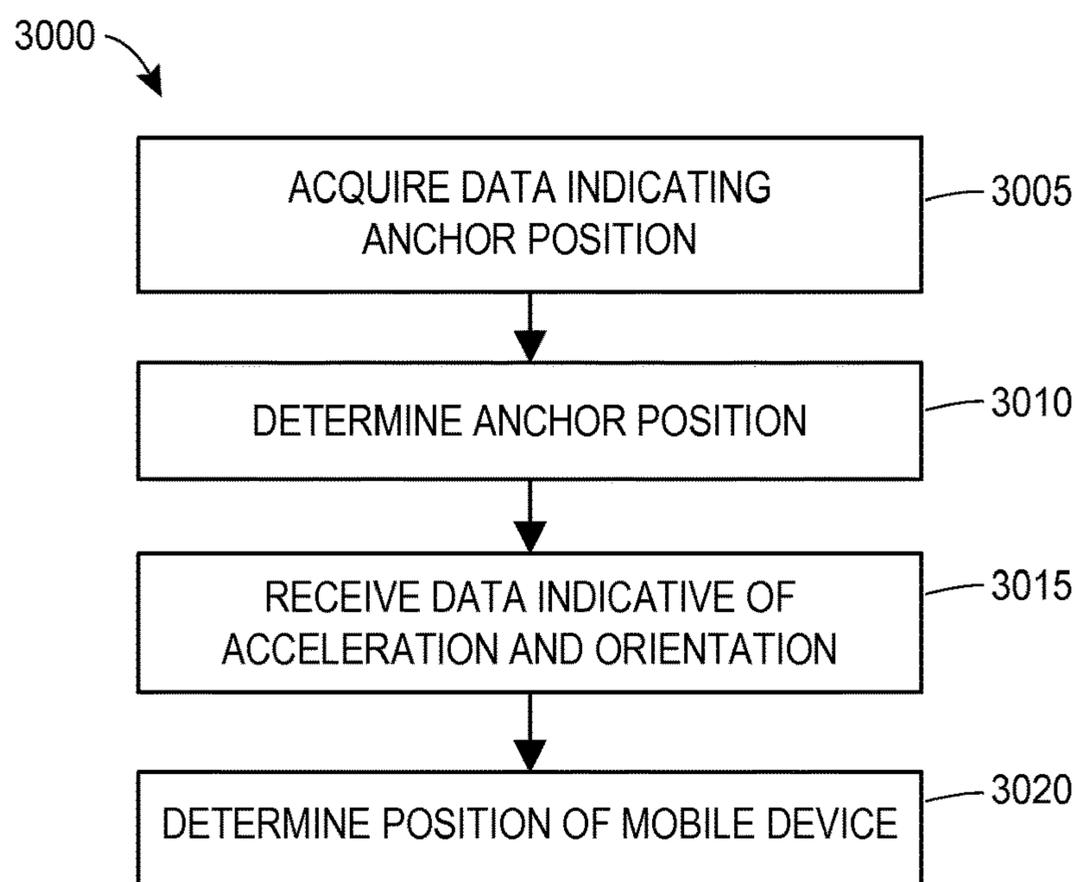 3000
ACQUIRE DATA INDICATING
ANCHOR POSITION
3005
DETERMINE ANCHOR POSITION
3010
RECEIVE DATA INDICATIVE OF
ACCELERATION AND ORIENTATION
3015
DETERMINE POSITION OF MOBILE DEVICE
3020